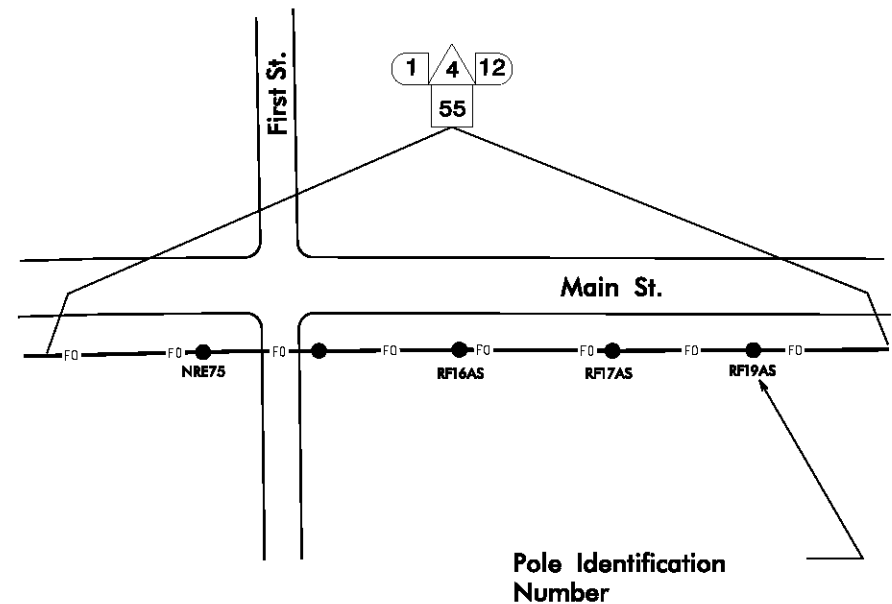 First St.
1 4 12
55
Main St.
FO FO FO FO FO FO FO FO
NRE75 RF16AS RF17AS RF19AS
Pole Identification
Number